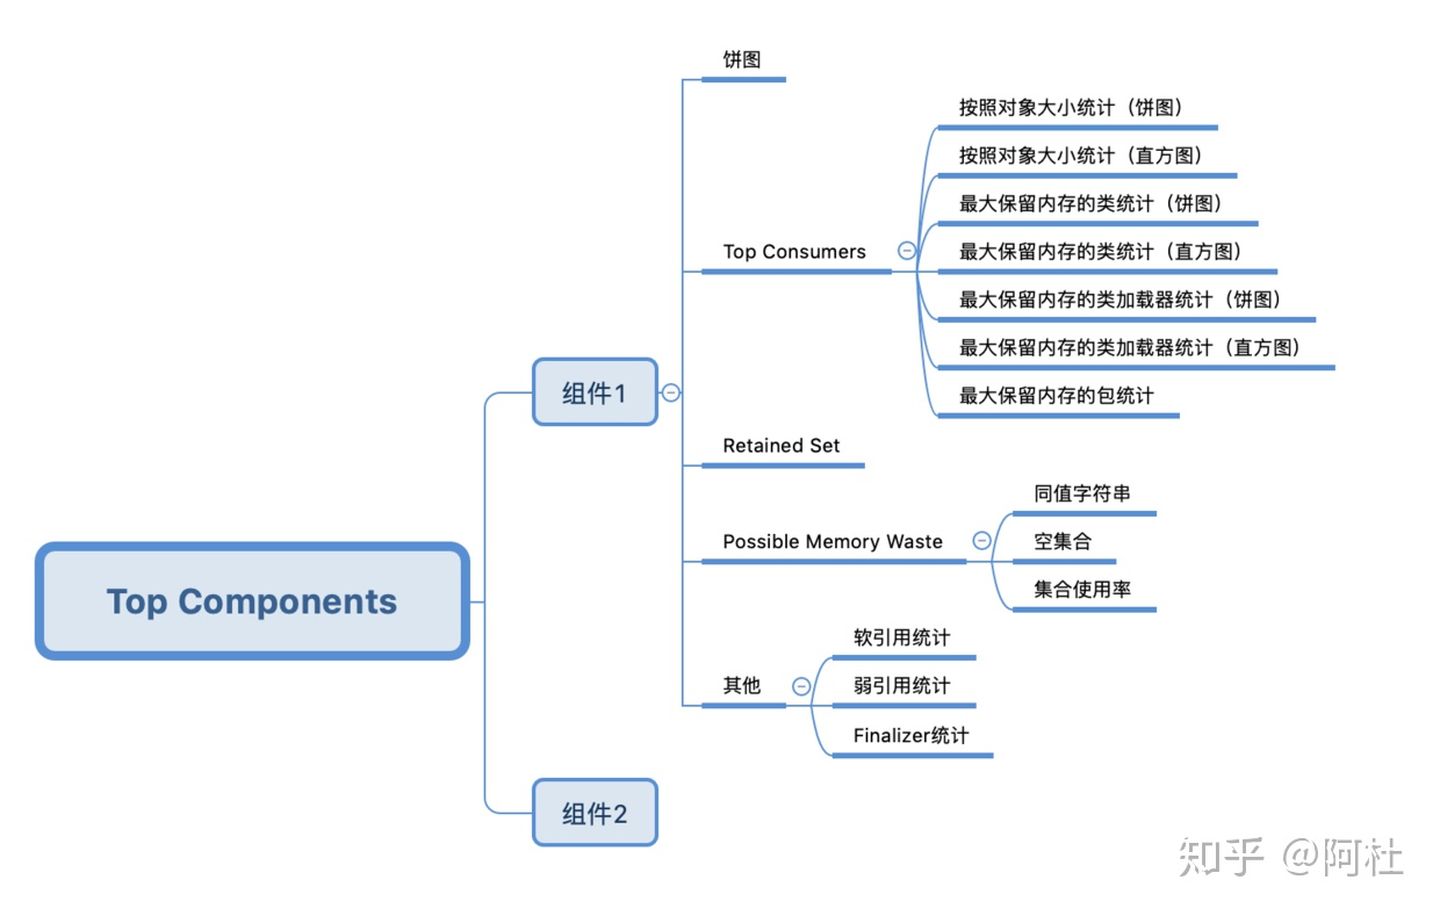 饼图
按照对象大小统计（饼图）
按照对象大小统计（直方图）
最大保留内存的类统计（饼图）
Top Consumers
最大保留内存的类统计（直方图）
最大保留内存的类加载器统计（饼图）
最大保留内存的类加载器统计（直方图）
最大保留内存的包统计
组件1
Retained Set
同值字符串
Possible Memory Waste
空集合
集合使用率
Top Components
软引用统计
其他
弱引用统计
Finalizer统计
组件2
知乎 @阿杜